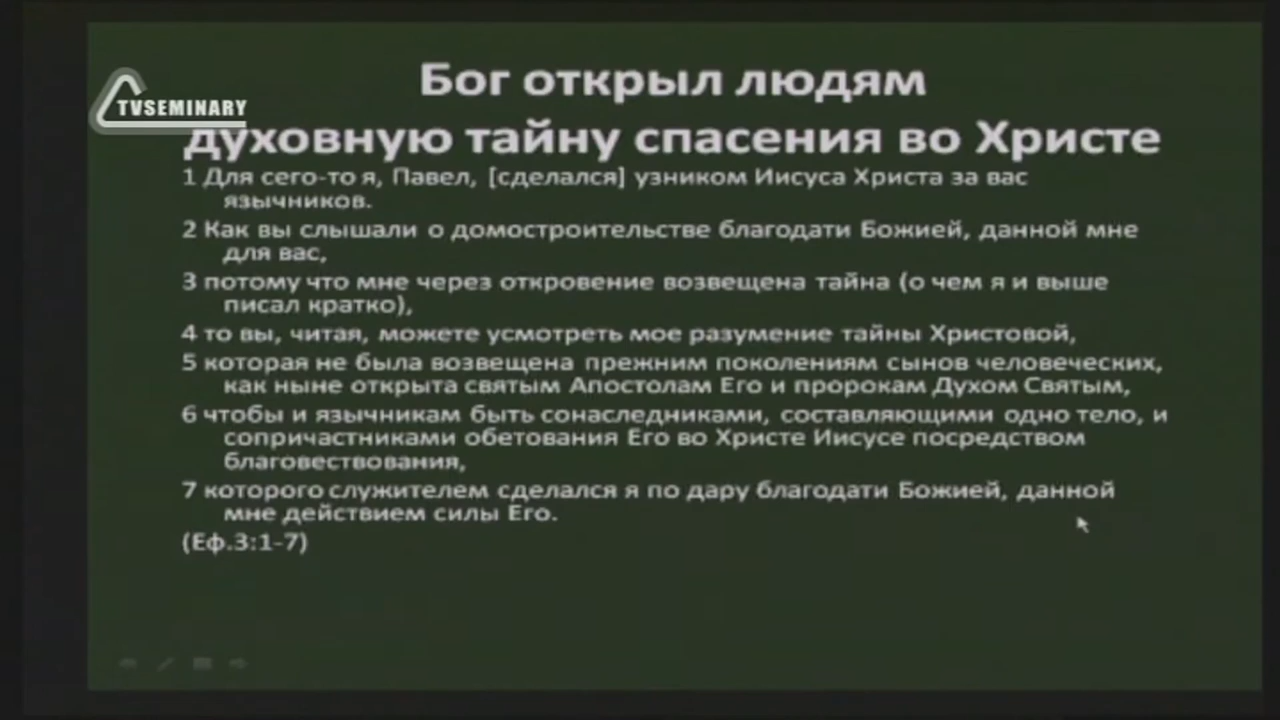 Бог открыл людям
TVSEMINARY
духовную тайну спасения во Христе
1 Для сего-то я, Павел, [сделался] узником Иисуса Христа за вас
язычников.
2 Как вы слышали о домостроительстве благодати Божией, данной мне
для вас,
3 потому что мне через откровение возвещена тайна (о чем я и выше
писал кратко),
4 то вы, читая, можете усмотреть мое разумение тайны Христовой,
5 которая не была возвещена прежним поколениям сынов человеческих,
как ныне открыта святым Апостолам Его и пророкам Духом Святым,
6 чтобы и язычникам быть сонаследниками, составляющими одно тело, и
сопричастниками обетования Его во Христе Иисусе посредством
благовествования,
7 которого служителем сделался я по дару благодати Божией, данной
мне действием силы Его.
(Еф.3:1-7)